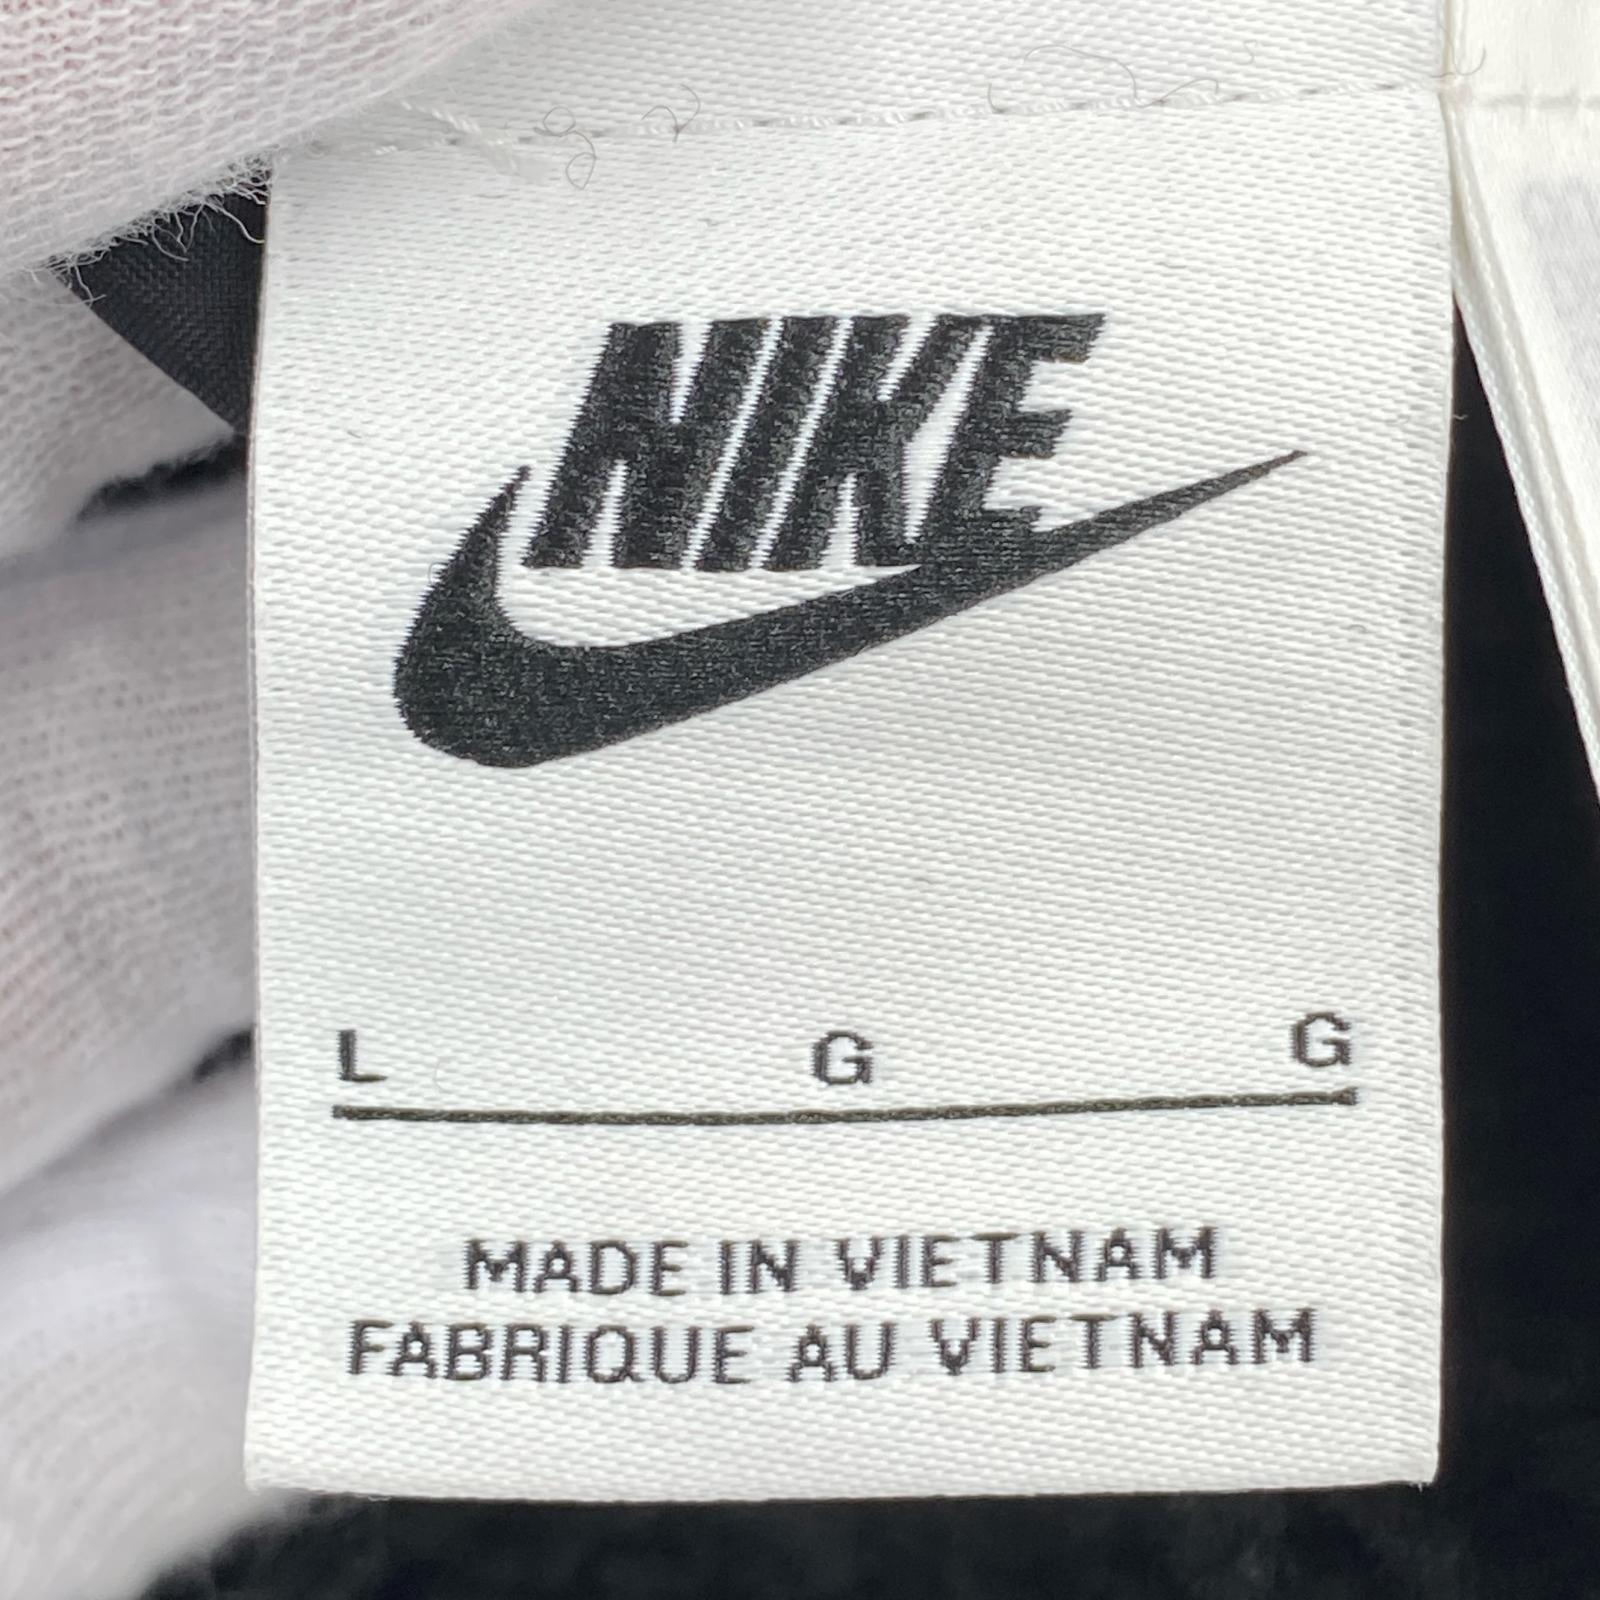 NIKE
L G G
MADE IN VIETNAM
FABRIQUE AU VIETNAM